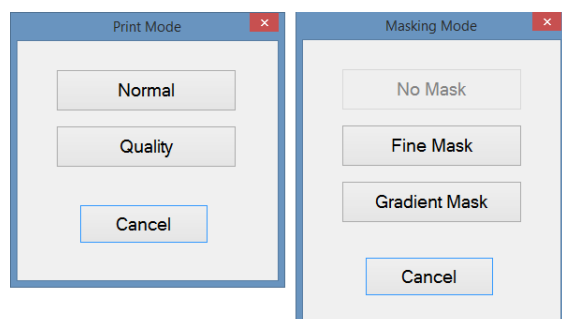 Print Mode
Normal
Quality
Cancel
Masking Mode
No Mask
Fine Mask
Gradient Mask
Cancel